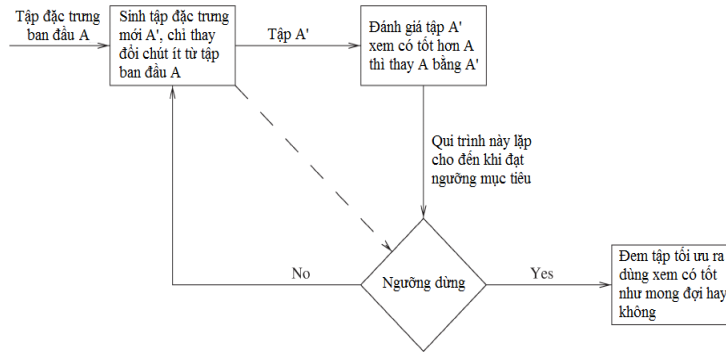 Tập đặc trưng
ban đầu A
Sinh tập đặc trưng
mới A', chỉ thay
đổi chút ít từ tập
ban đầu A
Tập A'
Đánh giá tập A'
xem có tốt hơn A
thì thay A bằng A'
Qui trình này lặp
cho đến khi đạt
ngưỡng mục tiêu
No
Ngưỡng dừng
Yes
Đem tập tối ưu ra
dùng xem có tốt
như mong đợi hay
không